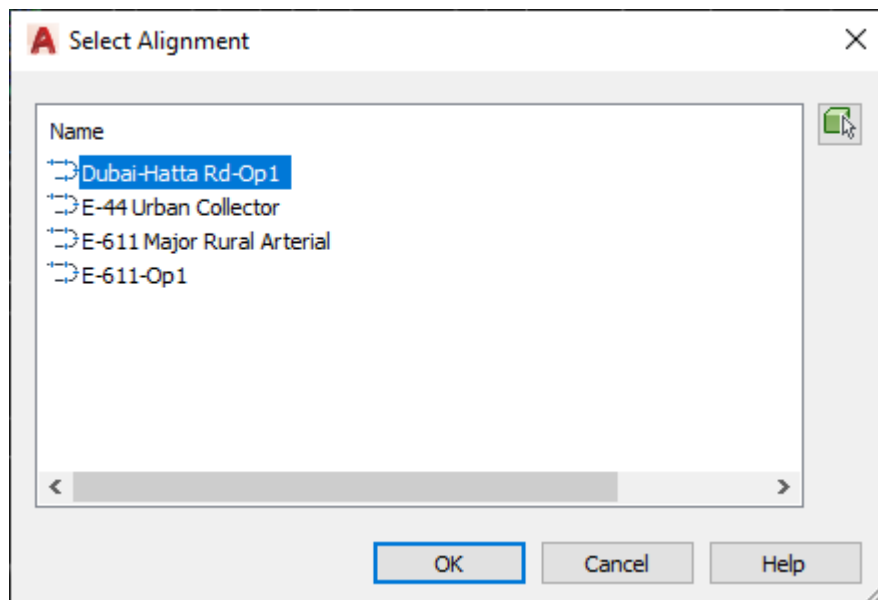 Select Alignment
Name
Dubai-Hatta Rd-Op1
E-44 Urban Collector
E-611 Major Rural Arterial
E-611-Op1
OK Cancel Help